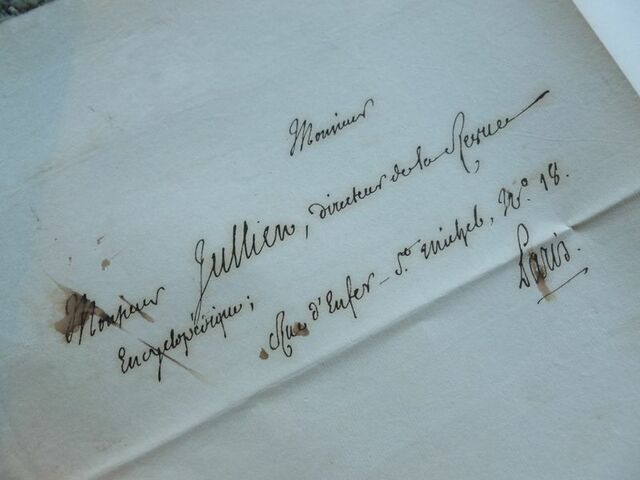 Monsieur
Monsieur Jullien, directeur de la Revue
Encyclopédique;
Rue d'Enfer - St. Michel, No. 18.
Paris.